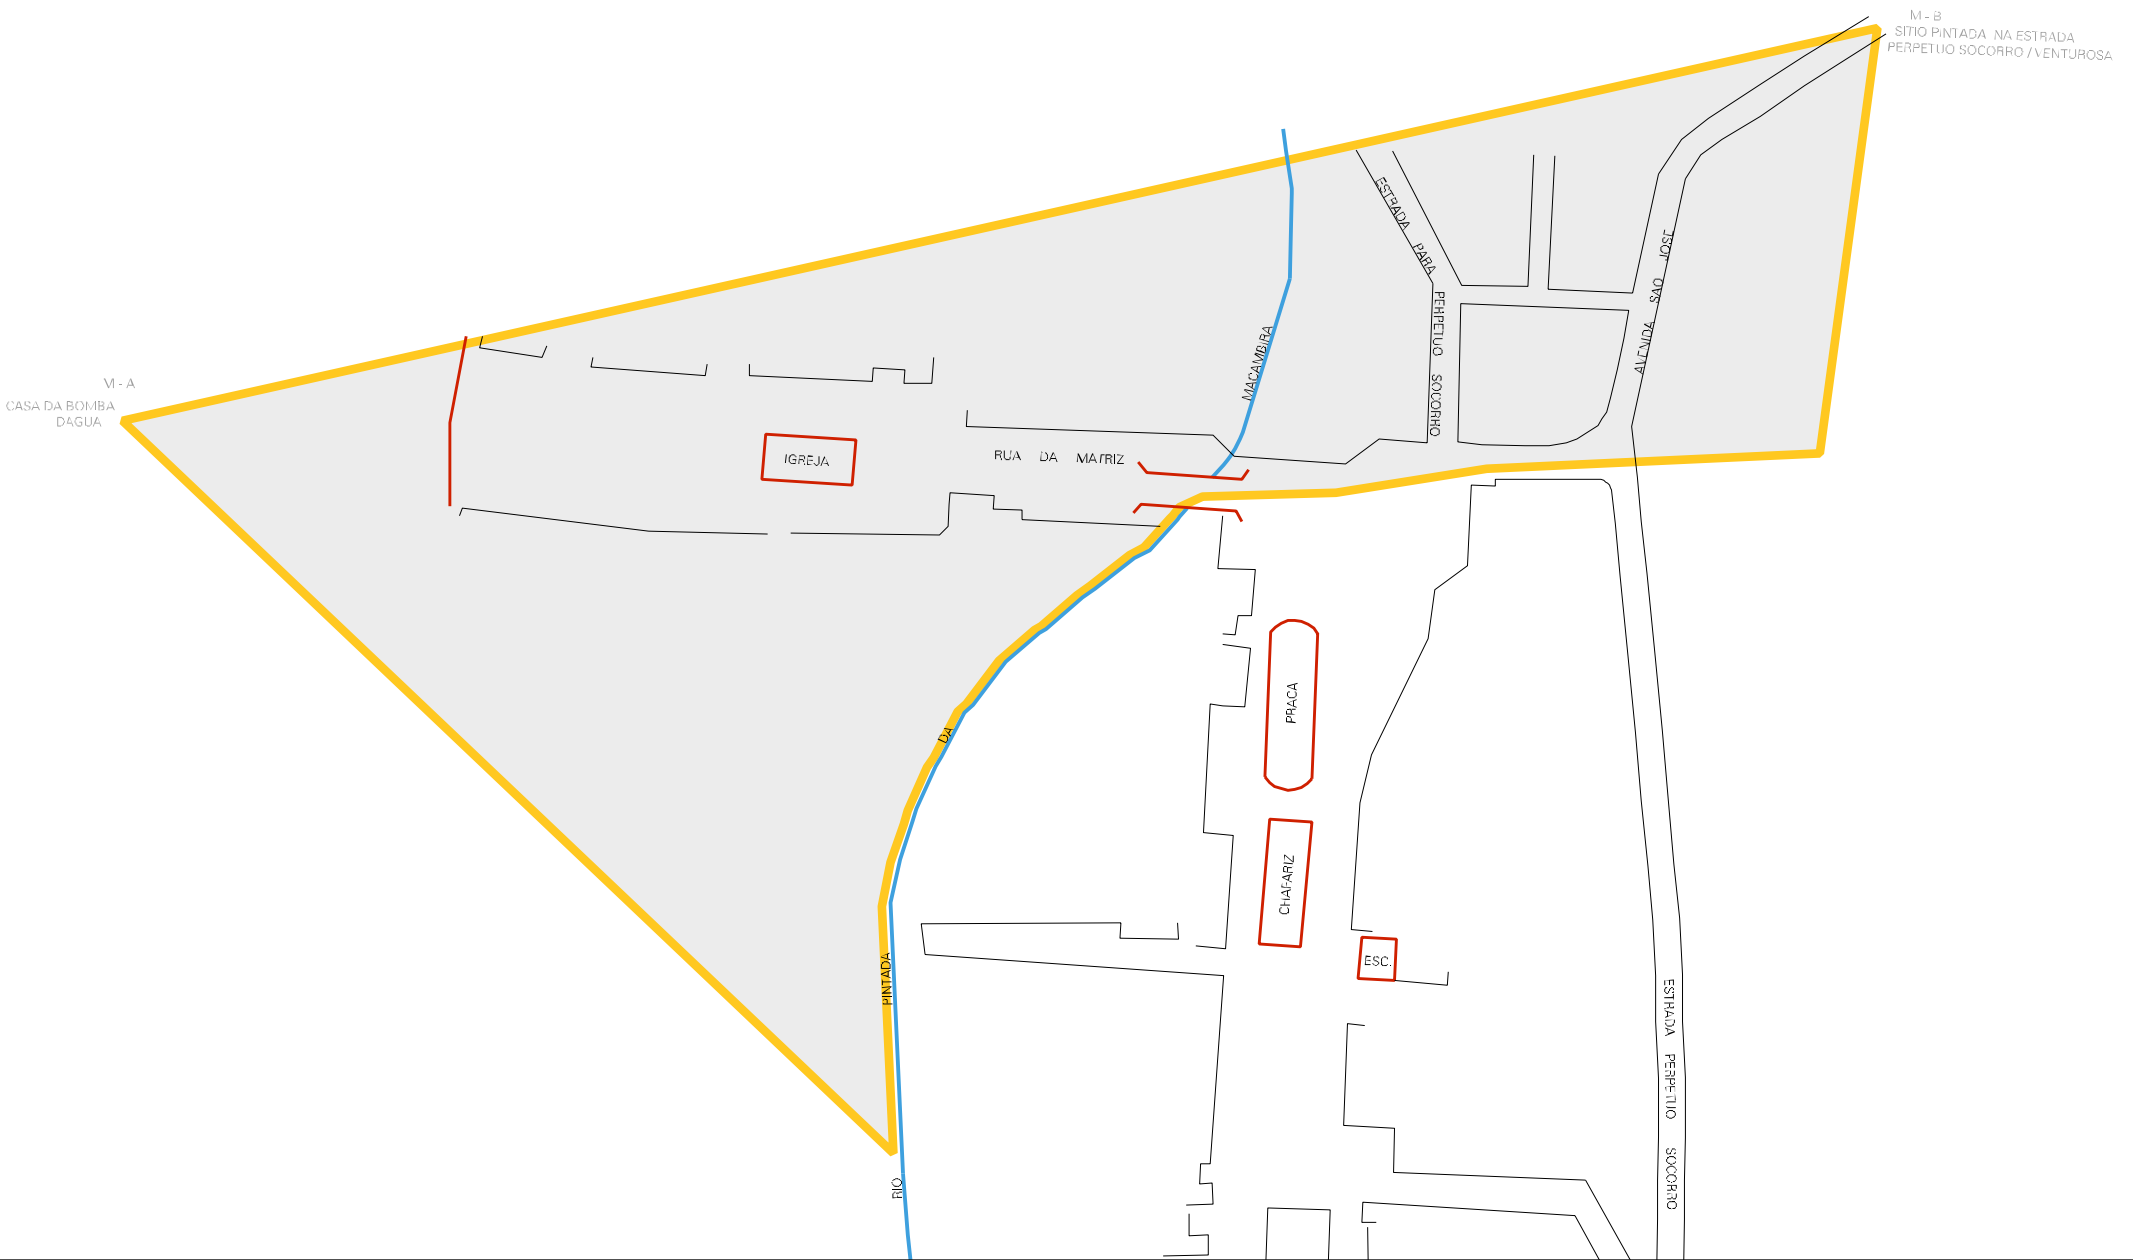 M - B
SITIO PINTADA NA ESTRADA
PERPETUO SOCORRO / VENTUROSA
ESTRADA PARA
PERPETUO SOCORRO
AVENIDA SAO JOSE
MACAMBIRA
M - A
CASA DA BOMBA
DAGUA
IGREJA
RUA DA MATRIZ
PRACA
CHAFARIZ
ESC.
RIO DA PINTADA
ESTRADA PERPETUO SOCORRO